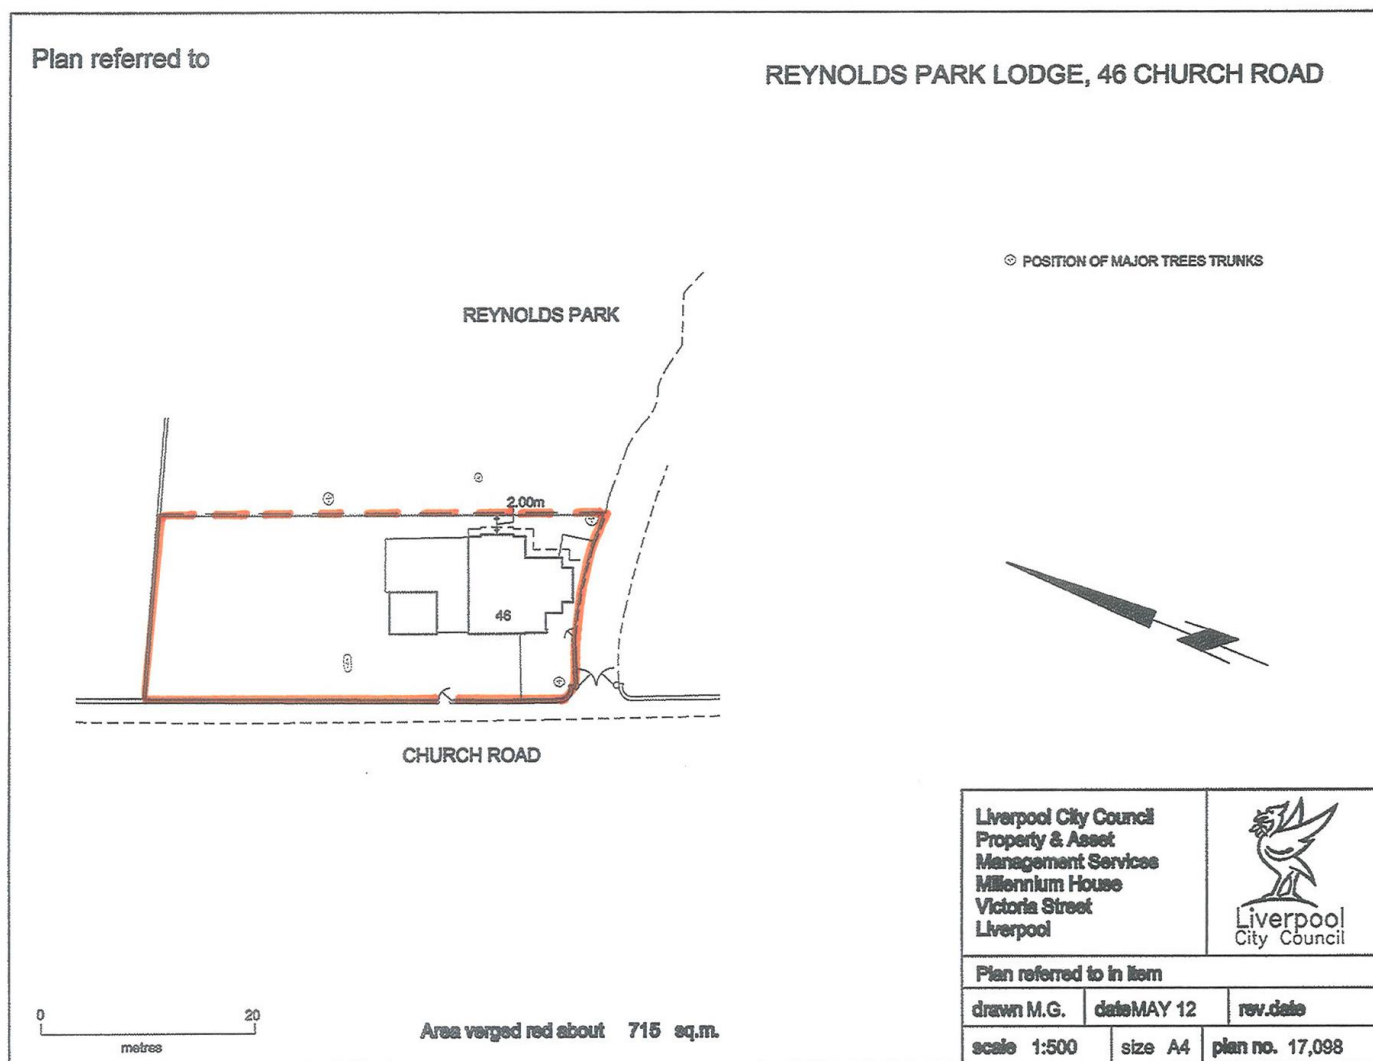 Plan referred to
REYNOLDS PARK LODGE, 46 CHURCH ROAD
POSITION OF MAJOR TREES TRUNKS
REYNOLDS PARK
2.00m
46
CHURCH ROAD
Liverpool City Council
Property & Asset
Management Services
Millennium House
Victoria Street
Liverpool
Liverpool
City Council
Plan referred to in item
drawn M.G. date MAY 12 rev.date
scale 1:500 size A4 plan no. 17,098
0 20
metres
Area verged red about 715 sq.m.